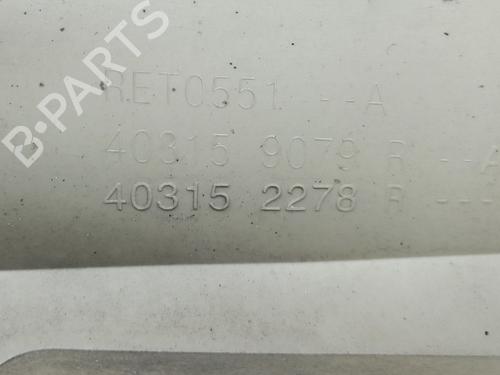 B-PARTS
RET0551 --A
40315 9079 R --A
40315 2278 R ---